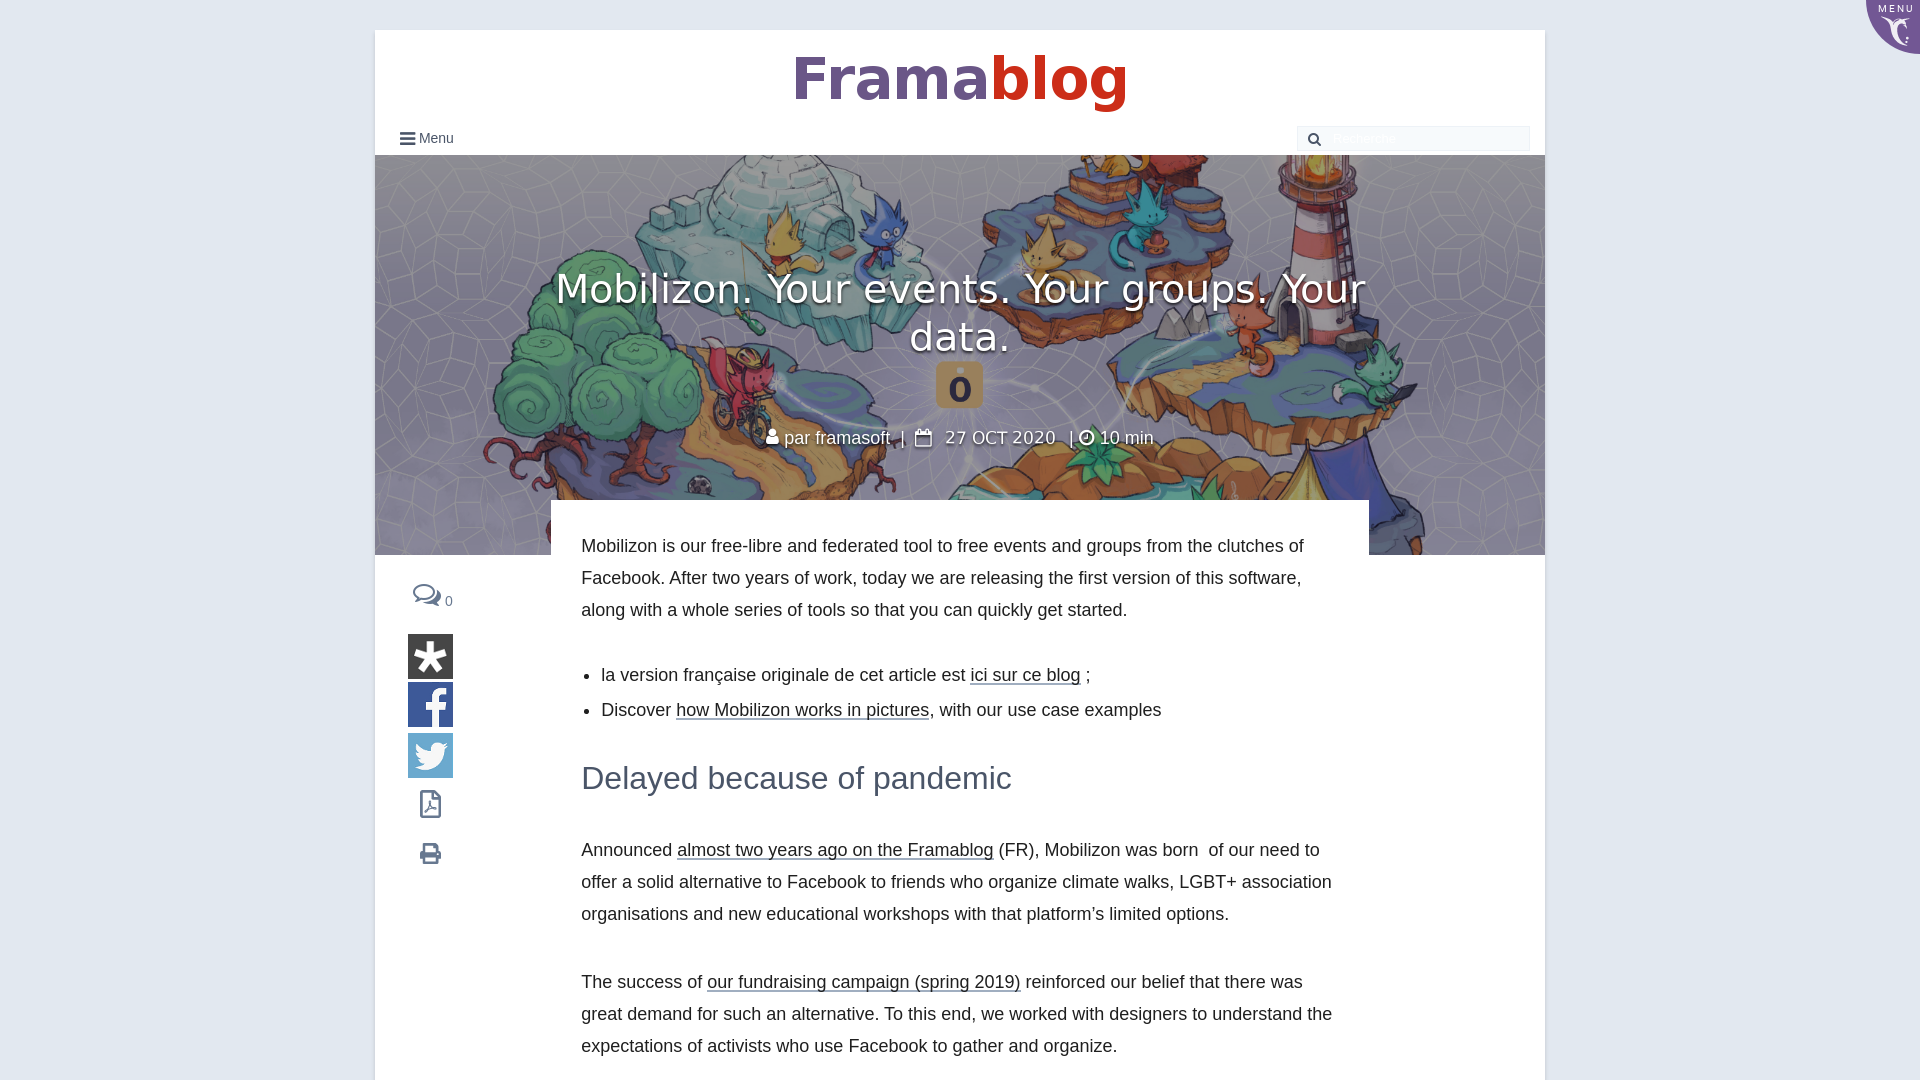 MENU
Framablog
Menu
Recherche
Mobilizon. Your events. Your groups. Your
data.
0
par framasoft | 27 OCT 2020 | 10 min
Mobilizon is our free-libre and federated tool to free events and groups from the clutches of
Facebook. After two years of work, today we are releasing the first version of this software,
along with a whole series of tools so that you can quickly get started.
0
• la version française originale de cet article est ici sur ce blog ;
• Discover how Mobilizon works in pictures, with our use case examples
Delayed because of pandemic
Announced almost two years ago on the Framablog (FR), Mobilizon was born  of our need to
offer a solid alternative to Facebook to friends who organize climate walks, LGBT+ association
organisations and new educational workshops with that platform’s limited options.
The success of our fundraising campaign (spring 2019) reinforced our belief that there was
great demand for such an alternative. To this end, we worked with designers to understand the
expectations of activists who use Facebook to gather and organize.